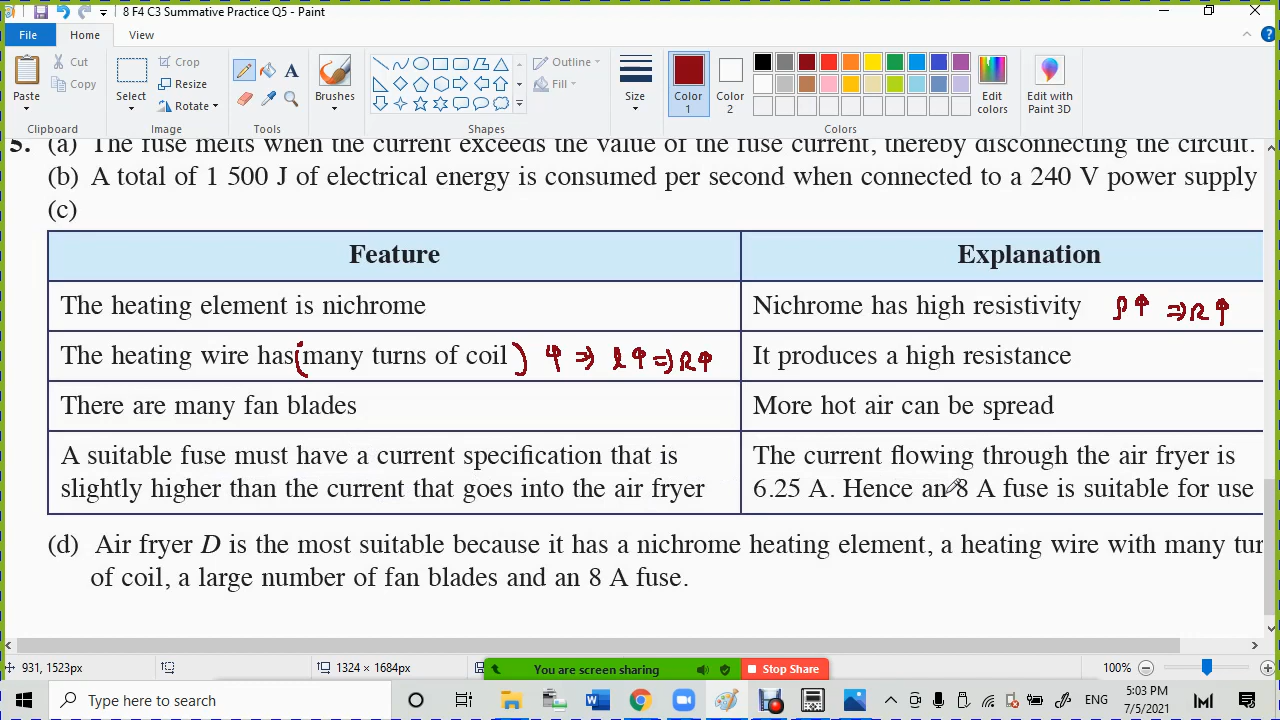 8 F4 C3 Summative Practice Q5 - Paint
File
Home
View
Paste
Cut
Copy
Clipboard
Select
Crop
Resize
Rotate
Image
A
Tools
Brushes
Outline
Fill
Shapes
Size
Color
1
Color
2
Edit
colors
Edit with
Paint 3D
Colors
5. (a) The fuse melts when the current exceeds the value of the fuse current, thereby disconnecting the circuit.
(b) A total of 1 500 J of electrical energy is consumed per second when connected to a 240 V power supply
(c)
Feature
Explanation
The heating element is nichrome
Nichrome has high resistivity ρ↑ ⇒ R↑
The heating wire has (many turns of coil) ↑ ⇒ l↑ ⇒ R↑
It produces a high resistance
There are many fan blades
More hot air can be spread
A suitable fuse must have a current specification that is
slightly higher than the current that goes into the air fryer
The current flowing through the air fryer is
6.25 A. Hence an 8 A fuse is suitable for use
(d) Air fryer D is the most suitable because it has a nichrome heating element, a heating wire with many tur
of coil, a large number of fan blades and an 8 A fuse.
931, 1523px
1324 × 1684px
100%
You are screen sharing
Stop Share
Type here to search
ENG
5:03 PM
7/5/2021